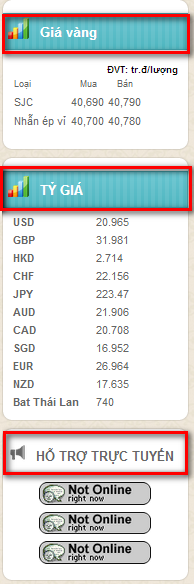 Giá vàng
ĐVT: tr.đ/lượng
Loại Mua Bán
SJC 40,690 40,790
Nhẫn ép vỉ 40,700 40,780
TỶ GIÁ
USD 20.965
GBP 31.981
HKD 2.714
CHF 22.156
JPY 223.47
AUD 21.906
CAD 20.708
SGD 16.952
EUR 26.964
NZD 17.635
Bat Thái Lan 740
HỖ TRỢ TRỰC TUYẾN
Not Online
right now
Not Online
right now
Not Online
right now